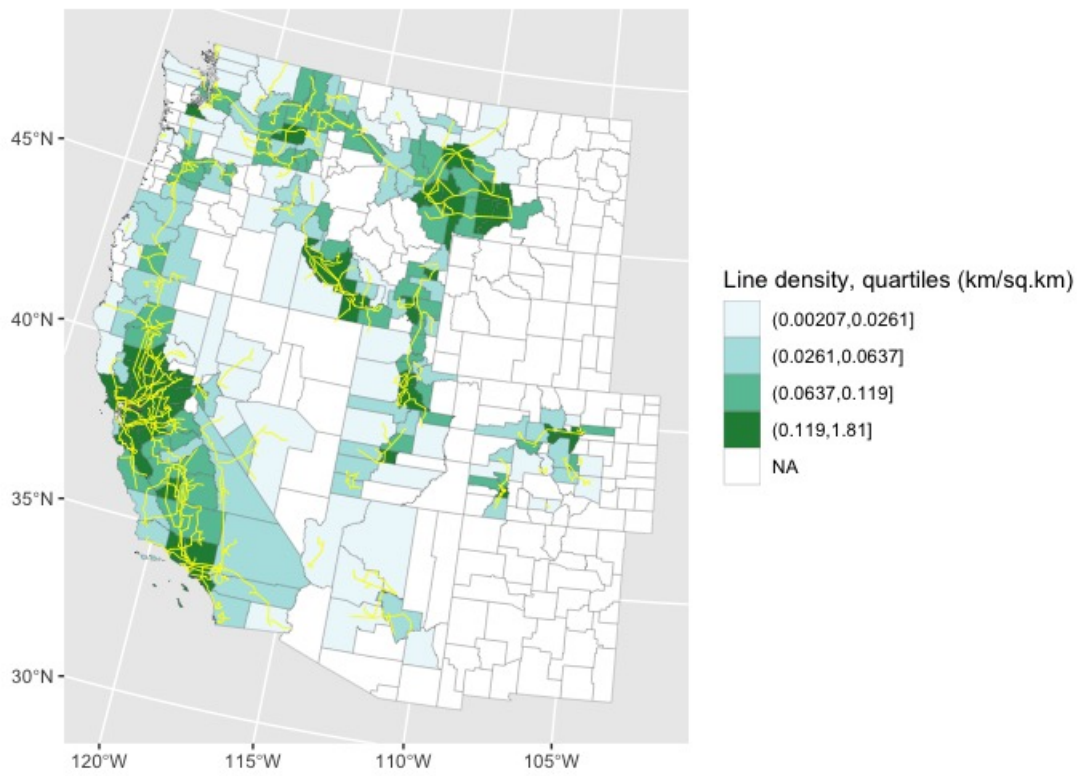 45°N
40°N
35°N
30°N
120°W
115°W
110°W
105°W
Line density, quartiles (km/sq.km)
(0.00207,0.0261]
(0.0261,0.0637]
(0.0637,0.119]
(0.119,1.81]
NA